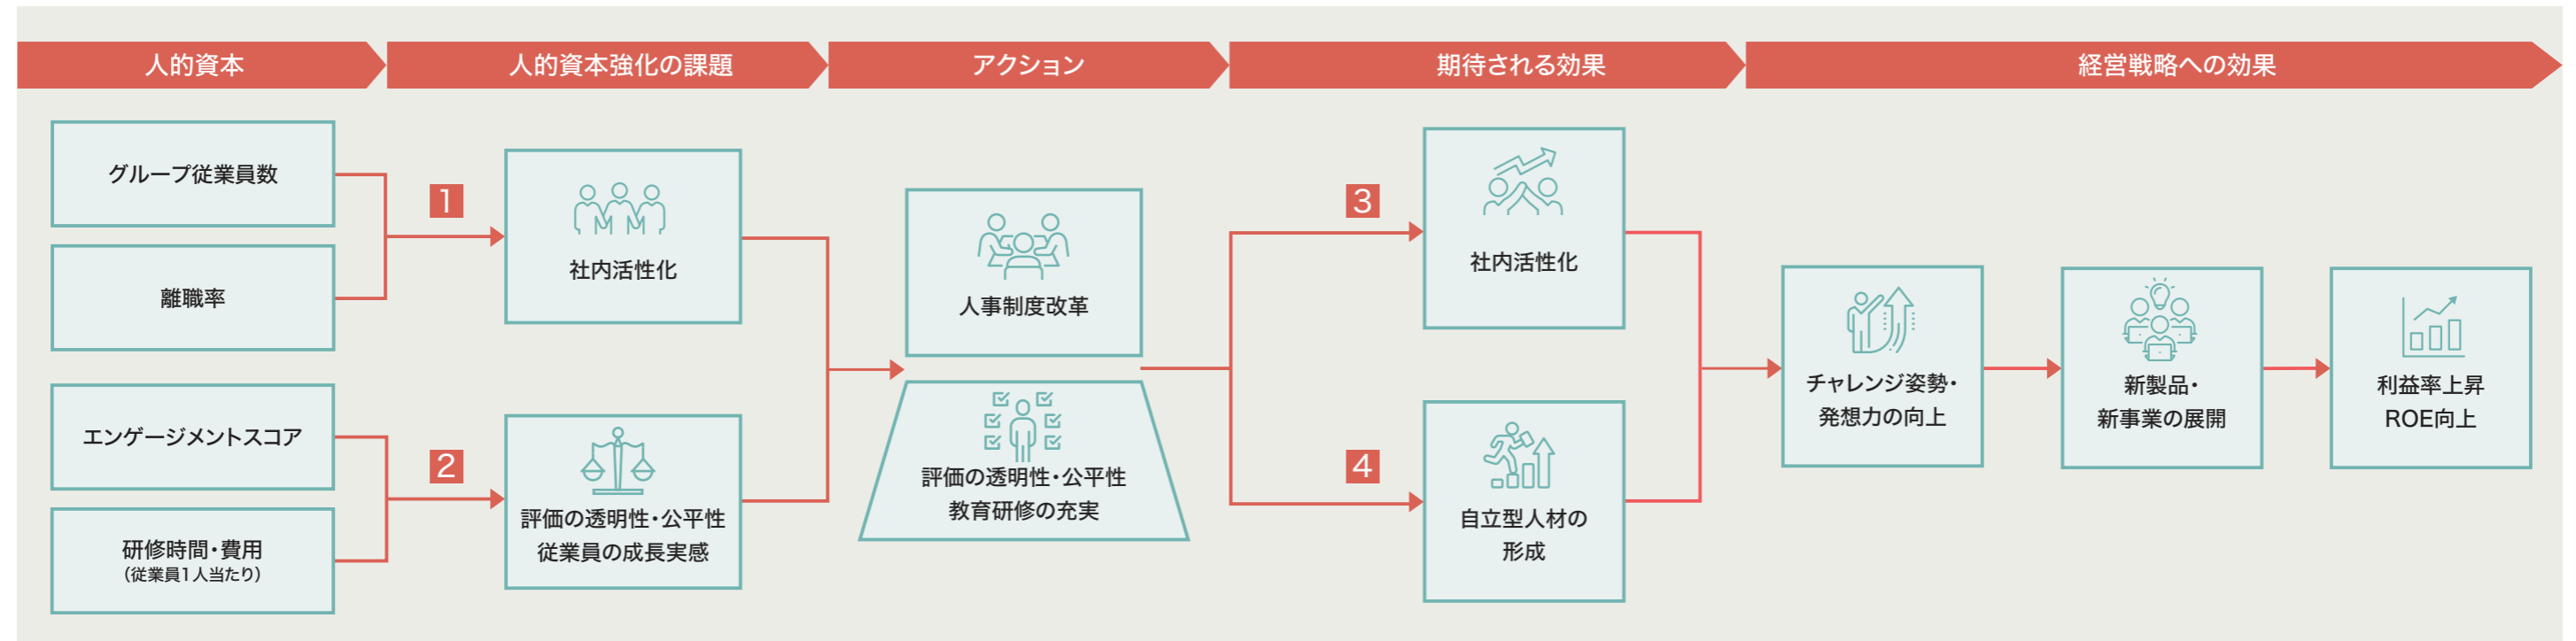 人的資本
人的資本強化の課題
アクション
期待される効果
経営戦略への効果
グループ従業員数
離職率
エンゲージメントスコア
研修時間・費用
（従業員1人当たり）
1
社内活性化
2
評価の透明性・公平性
従業員の成長実感
人事制度改革
評価の透明性・公平性
教育研修の充実
3
社内活性化
4
自立型人材の
形成
チャレンジ姿勢・
発想力の向上
新製品・
新事業の展開
利益率上昇
ROE向上